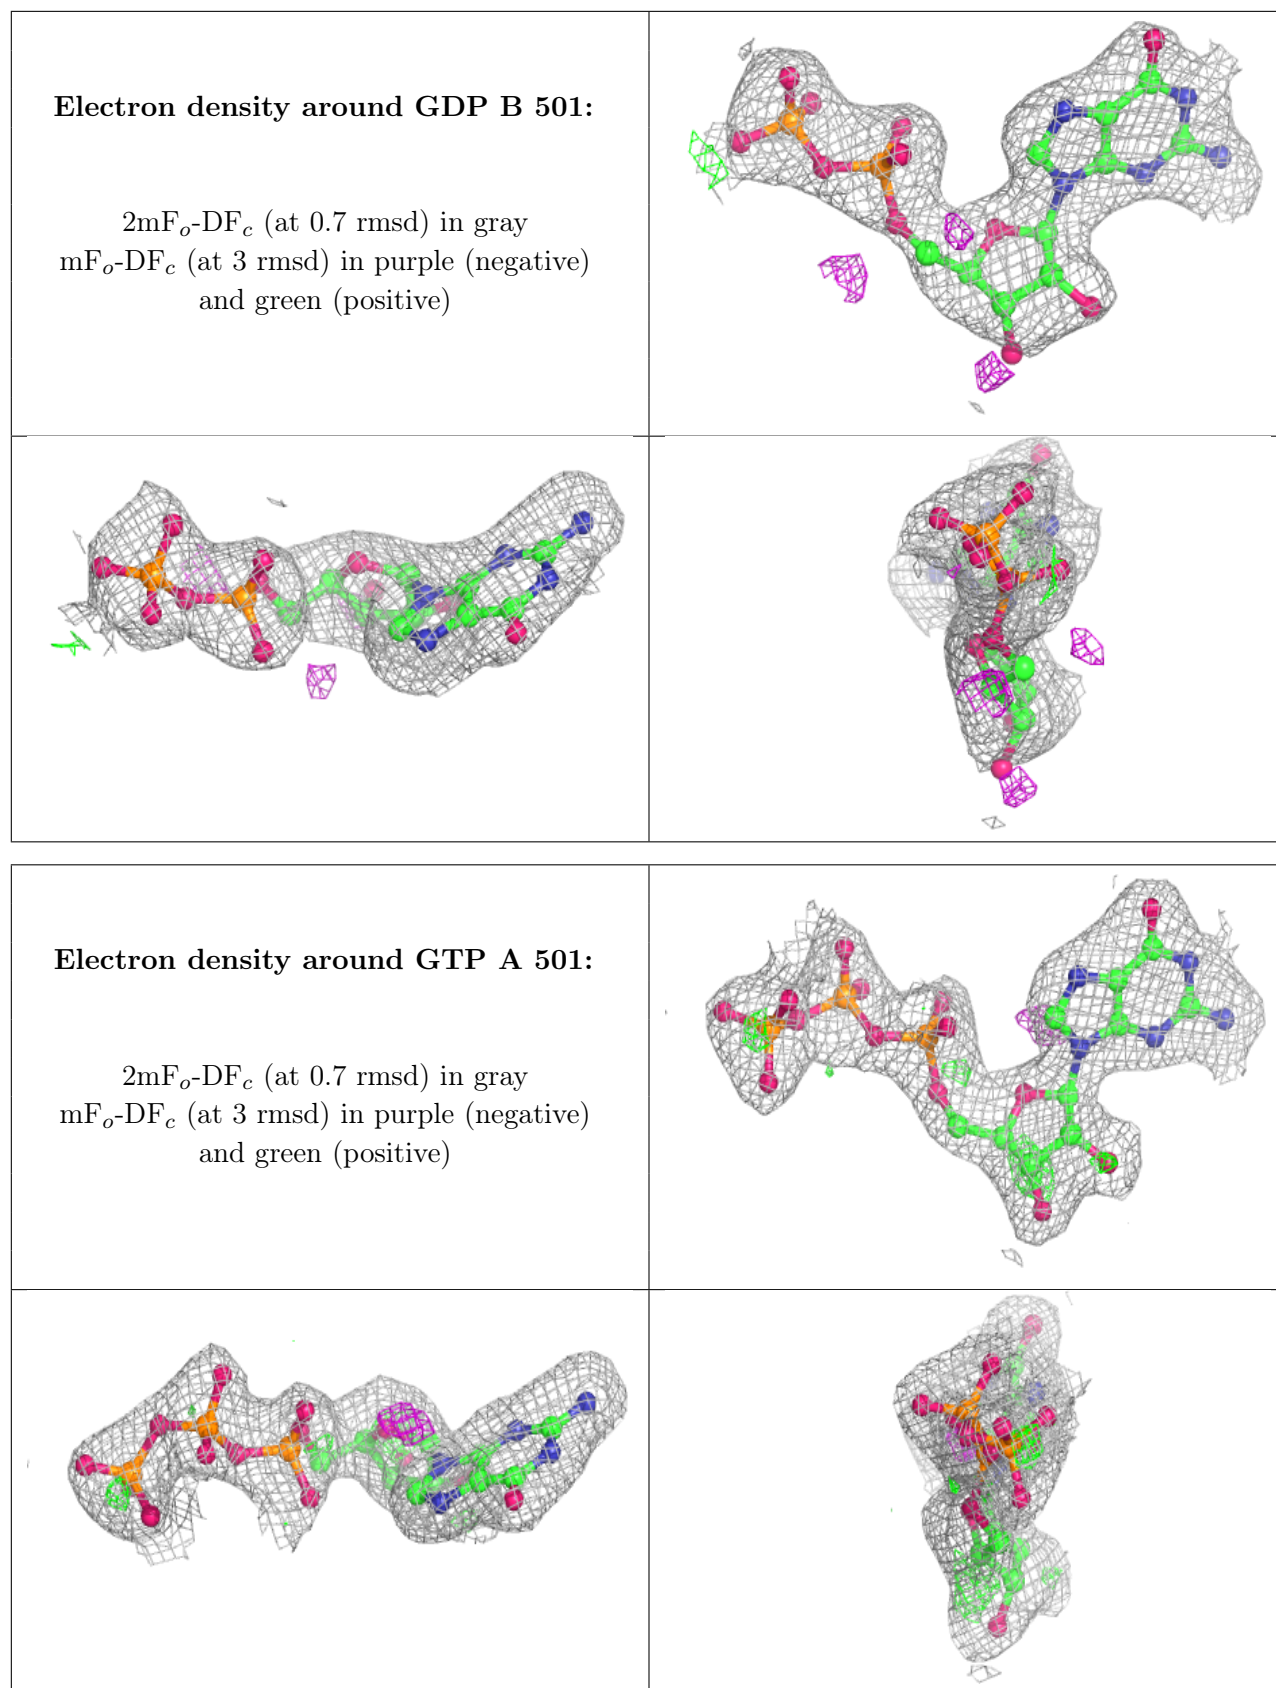 Electron density around GDP B 501:
2mFo-DFc (at 0.7 rmsd) in gray
mFo-DFc (at 3 rmsd) in purple (negative)
and green (positive)
Electron density around GTP A 501:
2mFo-DFc (at 0.7 rmsd) in gray
mFo-DFc (at 3 rmsd) in purple (negative)
and green (positive)